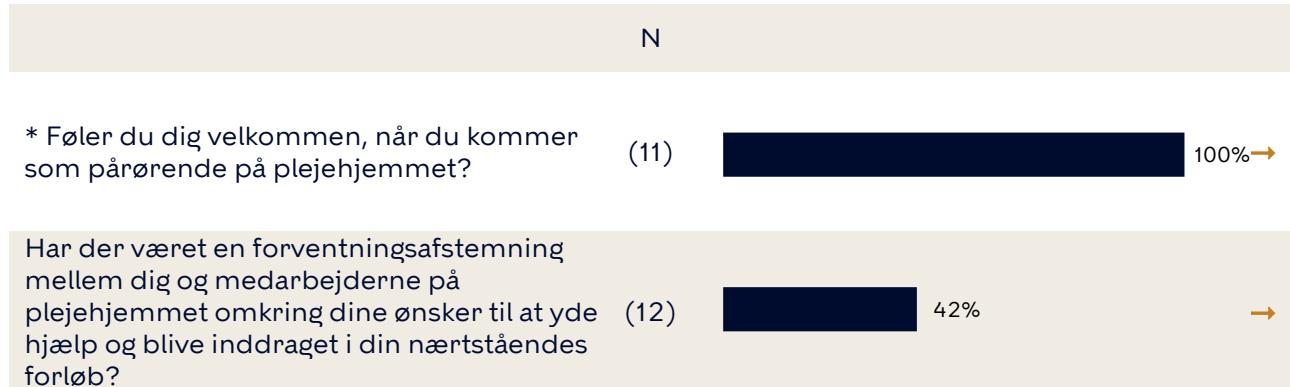 N
* Føler du dig velkommen, når du kommer
som pårørende på plejehjemmet?
(11)
100%→
Har der været en forventningsafstemning
mellem dig og medarbejderne på
plejehjemmet omkring dine ønsker til at yde
hjælp og blive inddraget i din nærtståendes
forløb?
(12)
42%
→